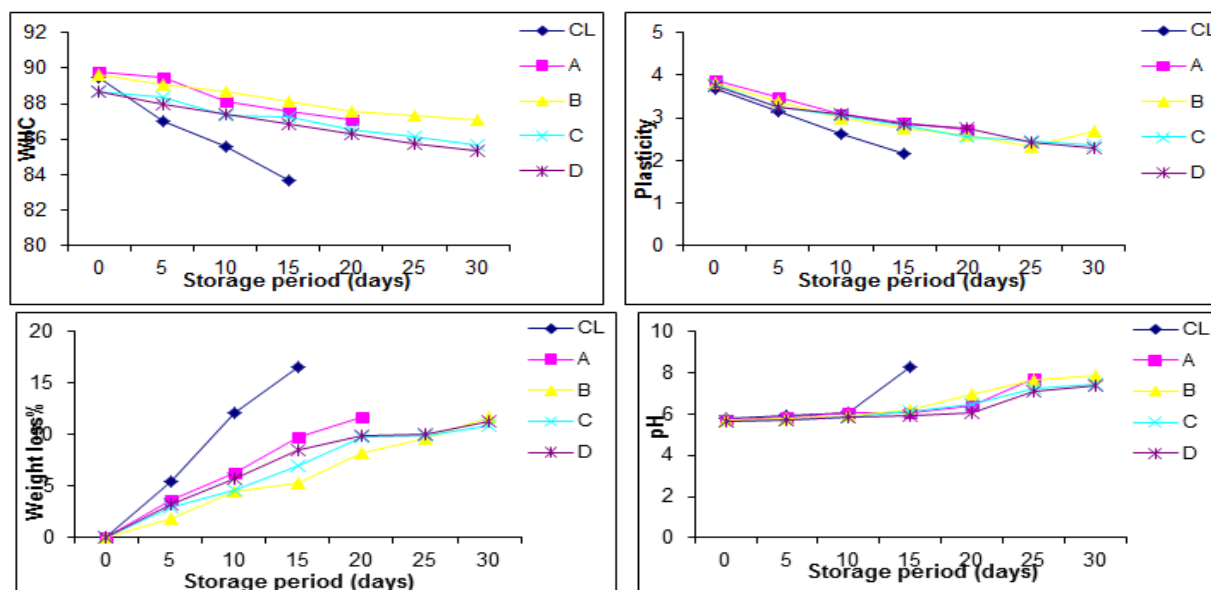 92
90
88
86
84
82
80
WHC
0 5 10 15 20 25 30
Storage period (days)
CL
A
B
C
D
5
4
3
2
1
0
Plasticity
0 5 10 15 20 25 30
Storage period (days)
CL
A
B
C
D
20
15
10
5
0
Weight loss%
0 5 10 15 20 25 30
Storage period (days)
CL
A
B
C
D
10
8
6
4
2
0
pH
0 5 10 15 20 25 30
Storage period (days)
CL
A
B
C
D